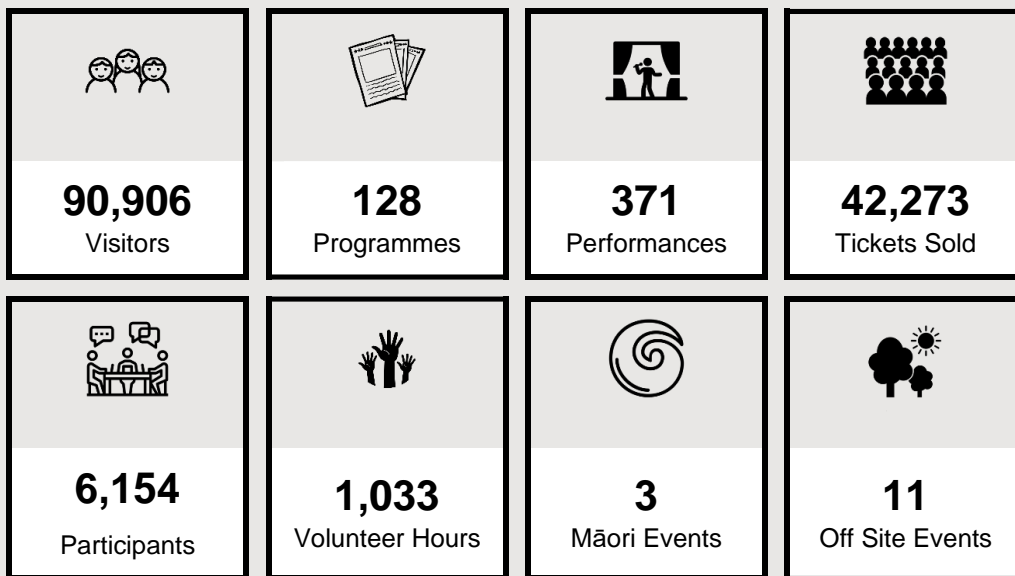 90,906
Visitors
128
Programmes
371
Performances
42,273
Tickets Sold
6,154
Participants
1,033
Volunteer Hours
3
Māori Events
11
Off Site Events